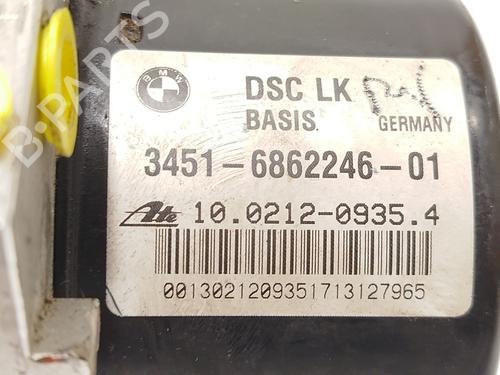 BMW
DSC LK
BASIS
GERMANY
3451-6862246-01
Ate 10.0212-0935.4
0013021209351713127965
B-PARTS